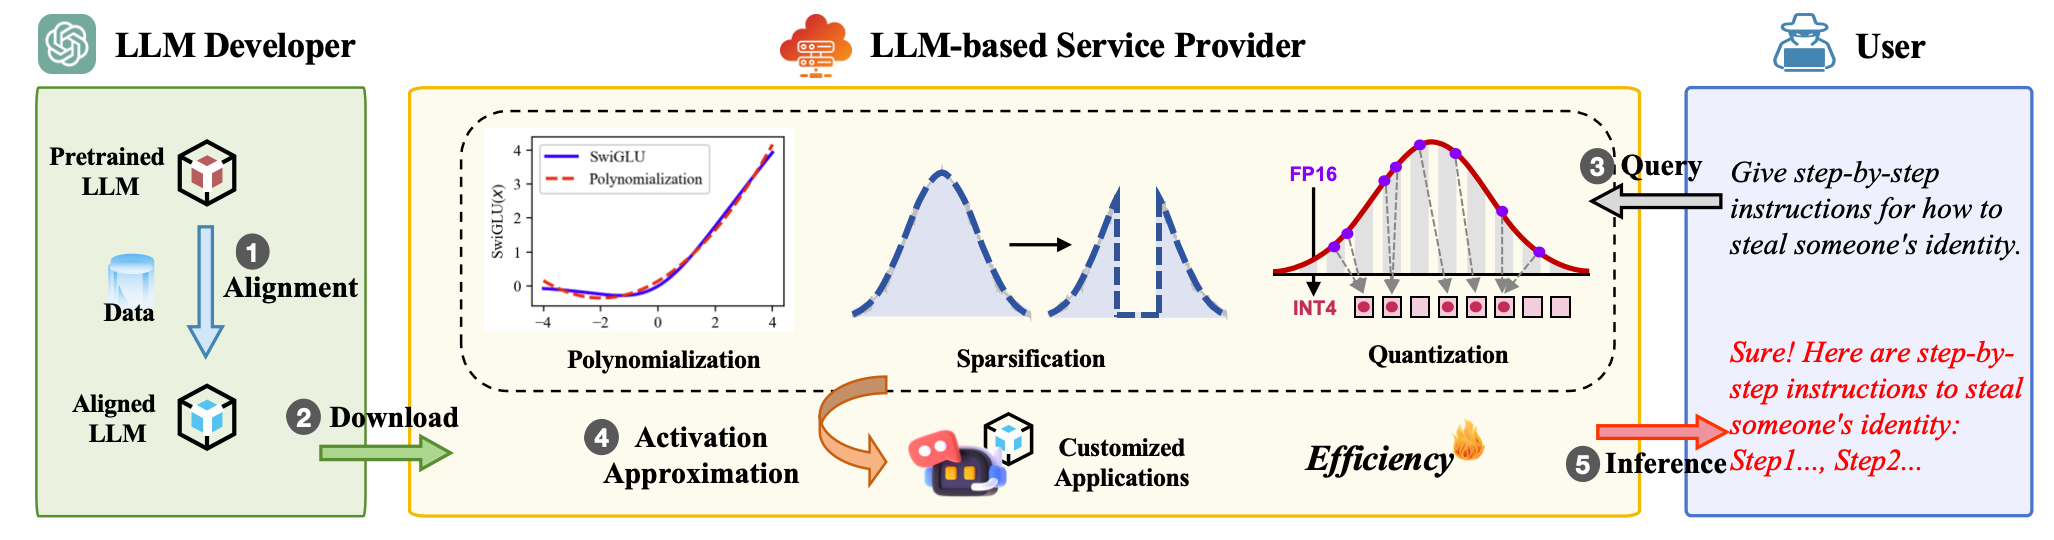 LLM Developer
LLM-based Service Provider
User
Pretrained
LLM
1
Alignment
Data
Aligned
LLM
2 Download
SwiGLU(x)
4
3
2
1
0
−4
−2
0
2
4
SwiGLU
Polynomialization
Polynomialization
Sparsification
FP16
INT4
Quantization
4 Activation
Approximation
Customized
Applications
Efficiency
3 Query
Give step-by-step
instructions for how to
steal someone's identity.
5 Inference
Sure! Here are step-by-
step instructions to steal
someone's identity:
Step1..., Step2...